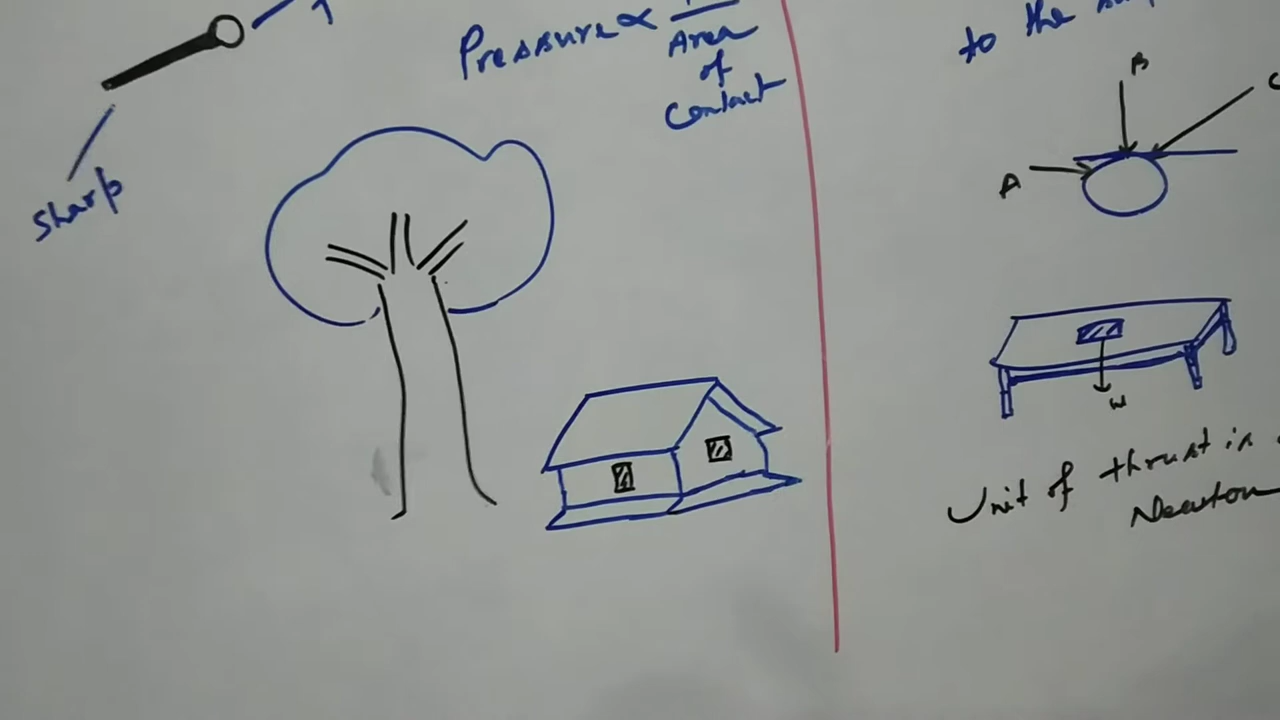 sharp
Pressure ∝
Area
of
Contact
to the
B
A
W
Unit of thrust is
Newton